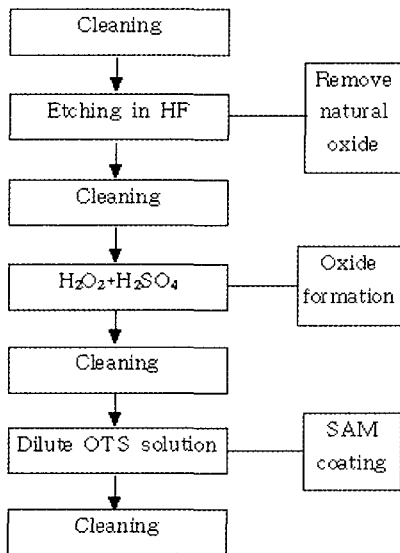 Cleaning
Etching in HF
Remove
natural
oxide
Cleaning
H₂O₂+H₂SO₄
Oxide
formation
Cleaning
Dilute OTS solution
SAM
coating
Cleaning